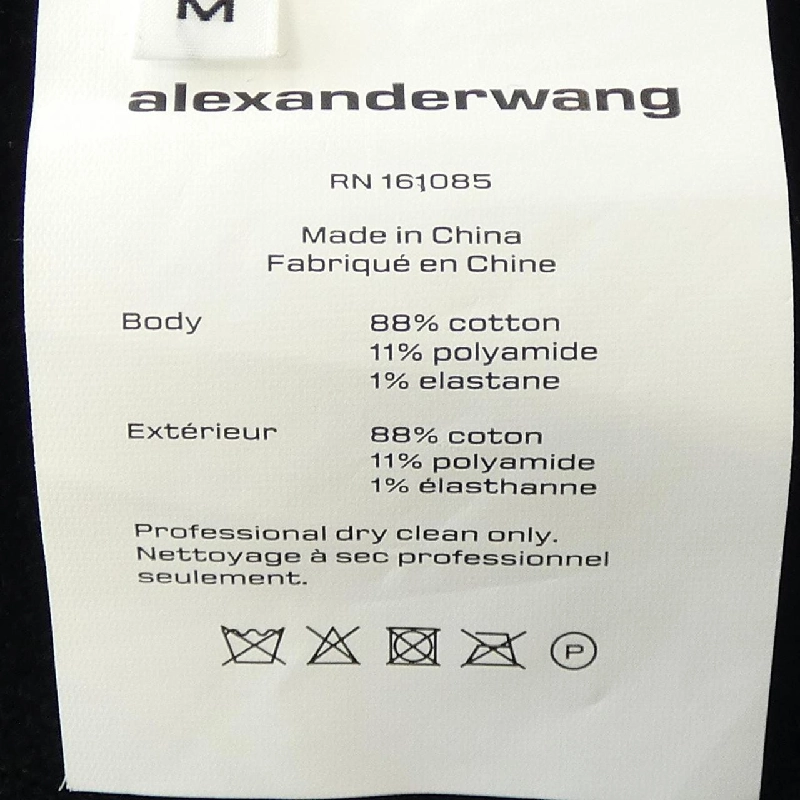 M
alexanderwang
RN 161085
Made in China
Fabriqué en Chine
Body 88% cotton
11% polyamide
1% elastane
Extérieur 88% coton
11% polyamide
1% élasthanne
Professional dry clean only.
Nettoyage à sec professionnel
seulement.
P